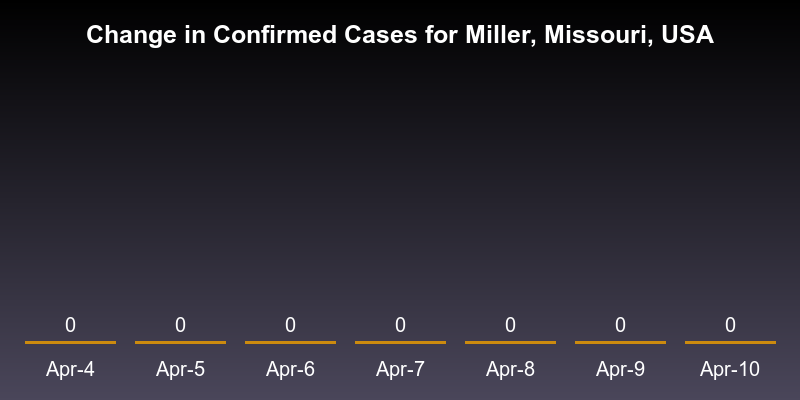 Change in Confirmed Cases for Miller, Missouri, USA
0 0 0 0 0 0 0
Apr-4 Apr-5 Apr-6 Apr-7 Apr-8 Apr-9 Apr-10